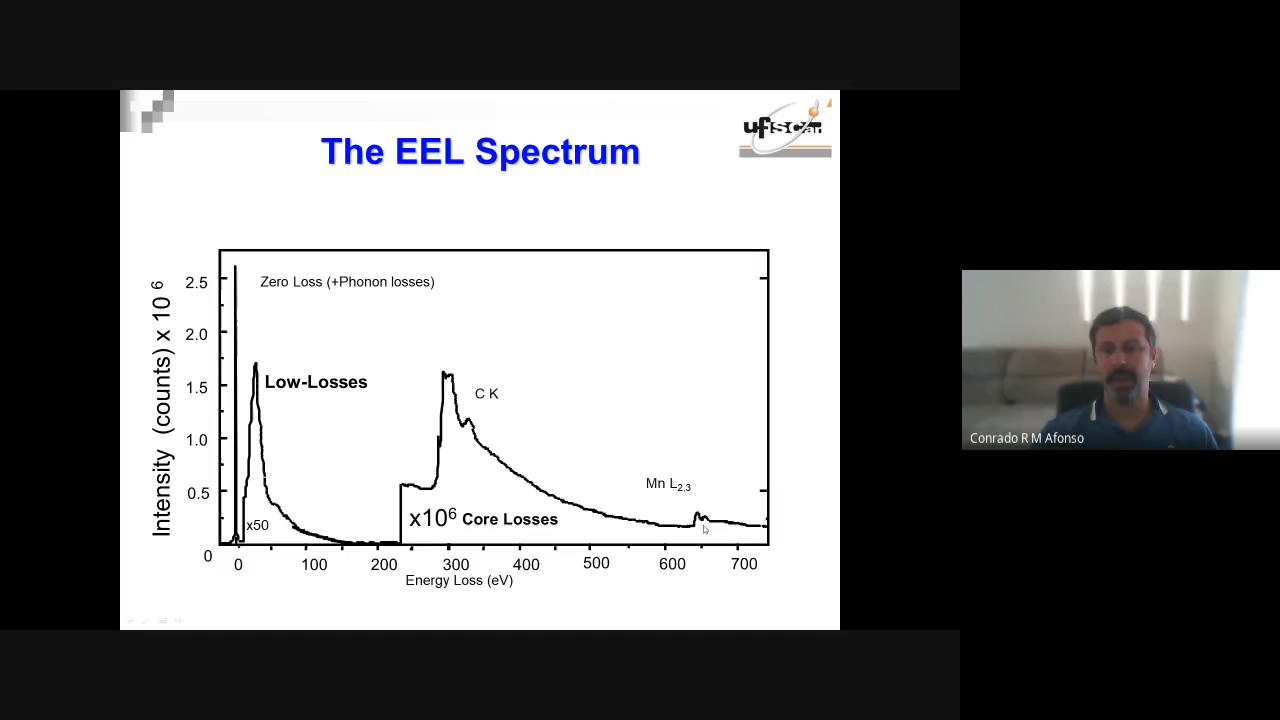 The EEL Spectrum
ufscar
Intensity (counts) x 10 6
2.5
2.0
1.5
1.0
0.5
0
Zero Loss (+Phonon losses)
Low-Losses
C K
Mn L2,3
x50
x106 Core Losses
0 100 200 300 400 500 600 700
Energy Loss (eV)
Conrado R M Afonso